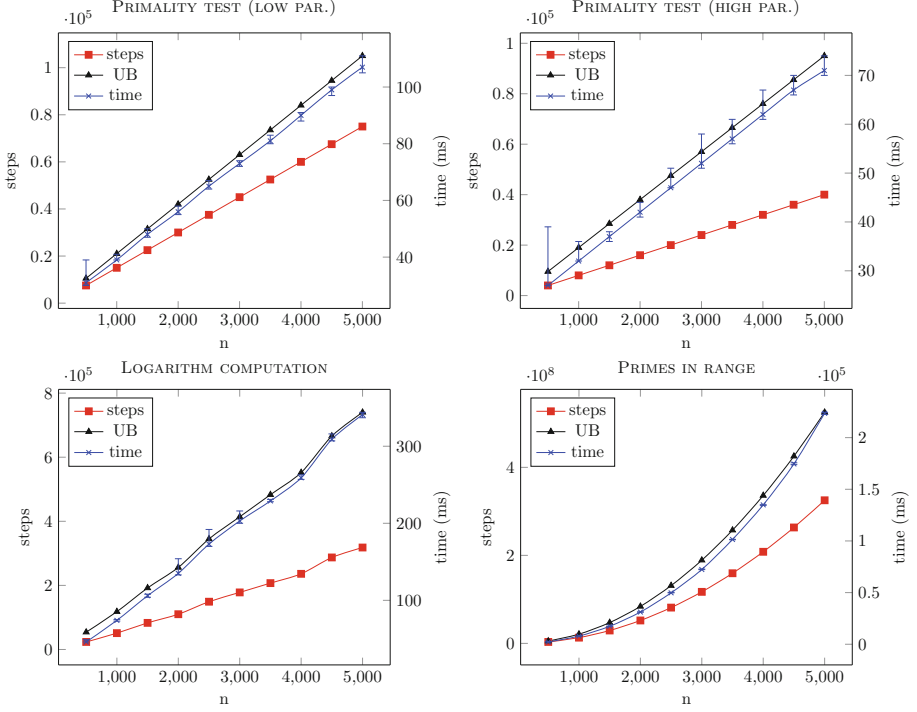 PRIMALITY TEST (LOW PAR.)
·10^5
steps
UB
time
1
0.8
0.6
0.4
0.2
0
100
80
60
40
steps
time (ms)
1,000 2,000 3,000 4,000 5,000
n
PRIMALITY TEST (HIGH PAR.)
·10^5
steps
UB
time
1
0.8
0.6
0.4
0.2
0
70
60
50
40
30
steps
time (ms)
1,000 2,000 3,000 4,000 5,000
n
LOGARITHM COMPUTATION
·10^5
steps
UB
time
8
6
4
2
0
300
200
100
steps
time (ms)
1,000 2,000 3,000 4,000 5,000
n
PRIMES IN RANGE
·10^8
·10^5
steps
UB
time
4
2
0
2
1.5
1
0.5
0
steps
time (ms)
1,000 2,000 3,000 4,000 5,000
n